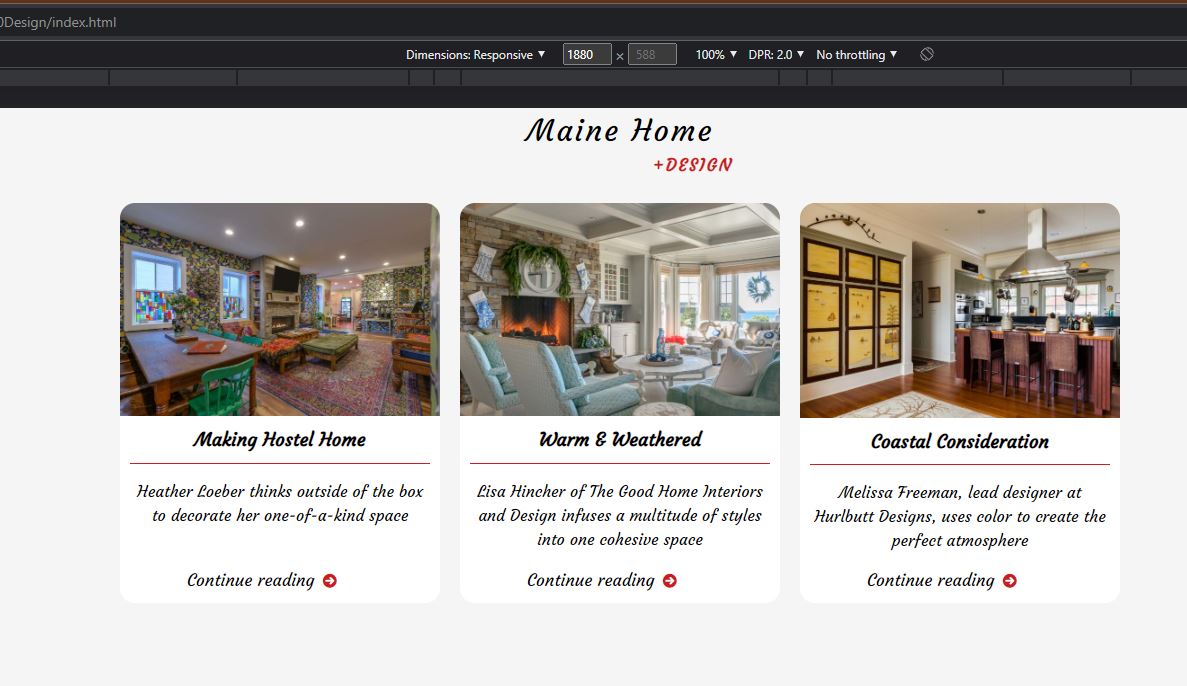 0Design/index.html
Dimensions: Responsive ▼ 1880 × 588 100% ▼ DPR: 2.0 ▼ No throttling ▼
Maine Home
+DESIGN
Making Hostel Home
Heather Loeber thinks outside of the box
to decorate her one-of-a-kind space
Continue reading
Warm & Weathered
Lisa Hincher of The Good Home Interiors
and Design infuses a multitude of styles
into one cohesive space
Continue reading
Coastal Consideration
Melissa Freeman, lead designer at
Hurlbutt Designs, uses color to create the
perfect atmosphere
Continue reading